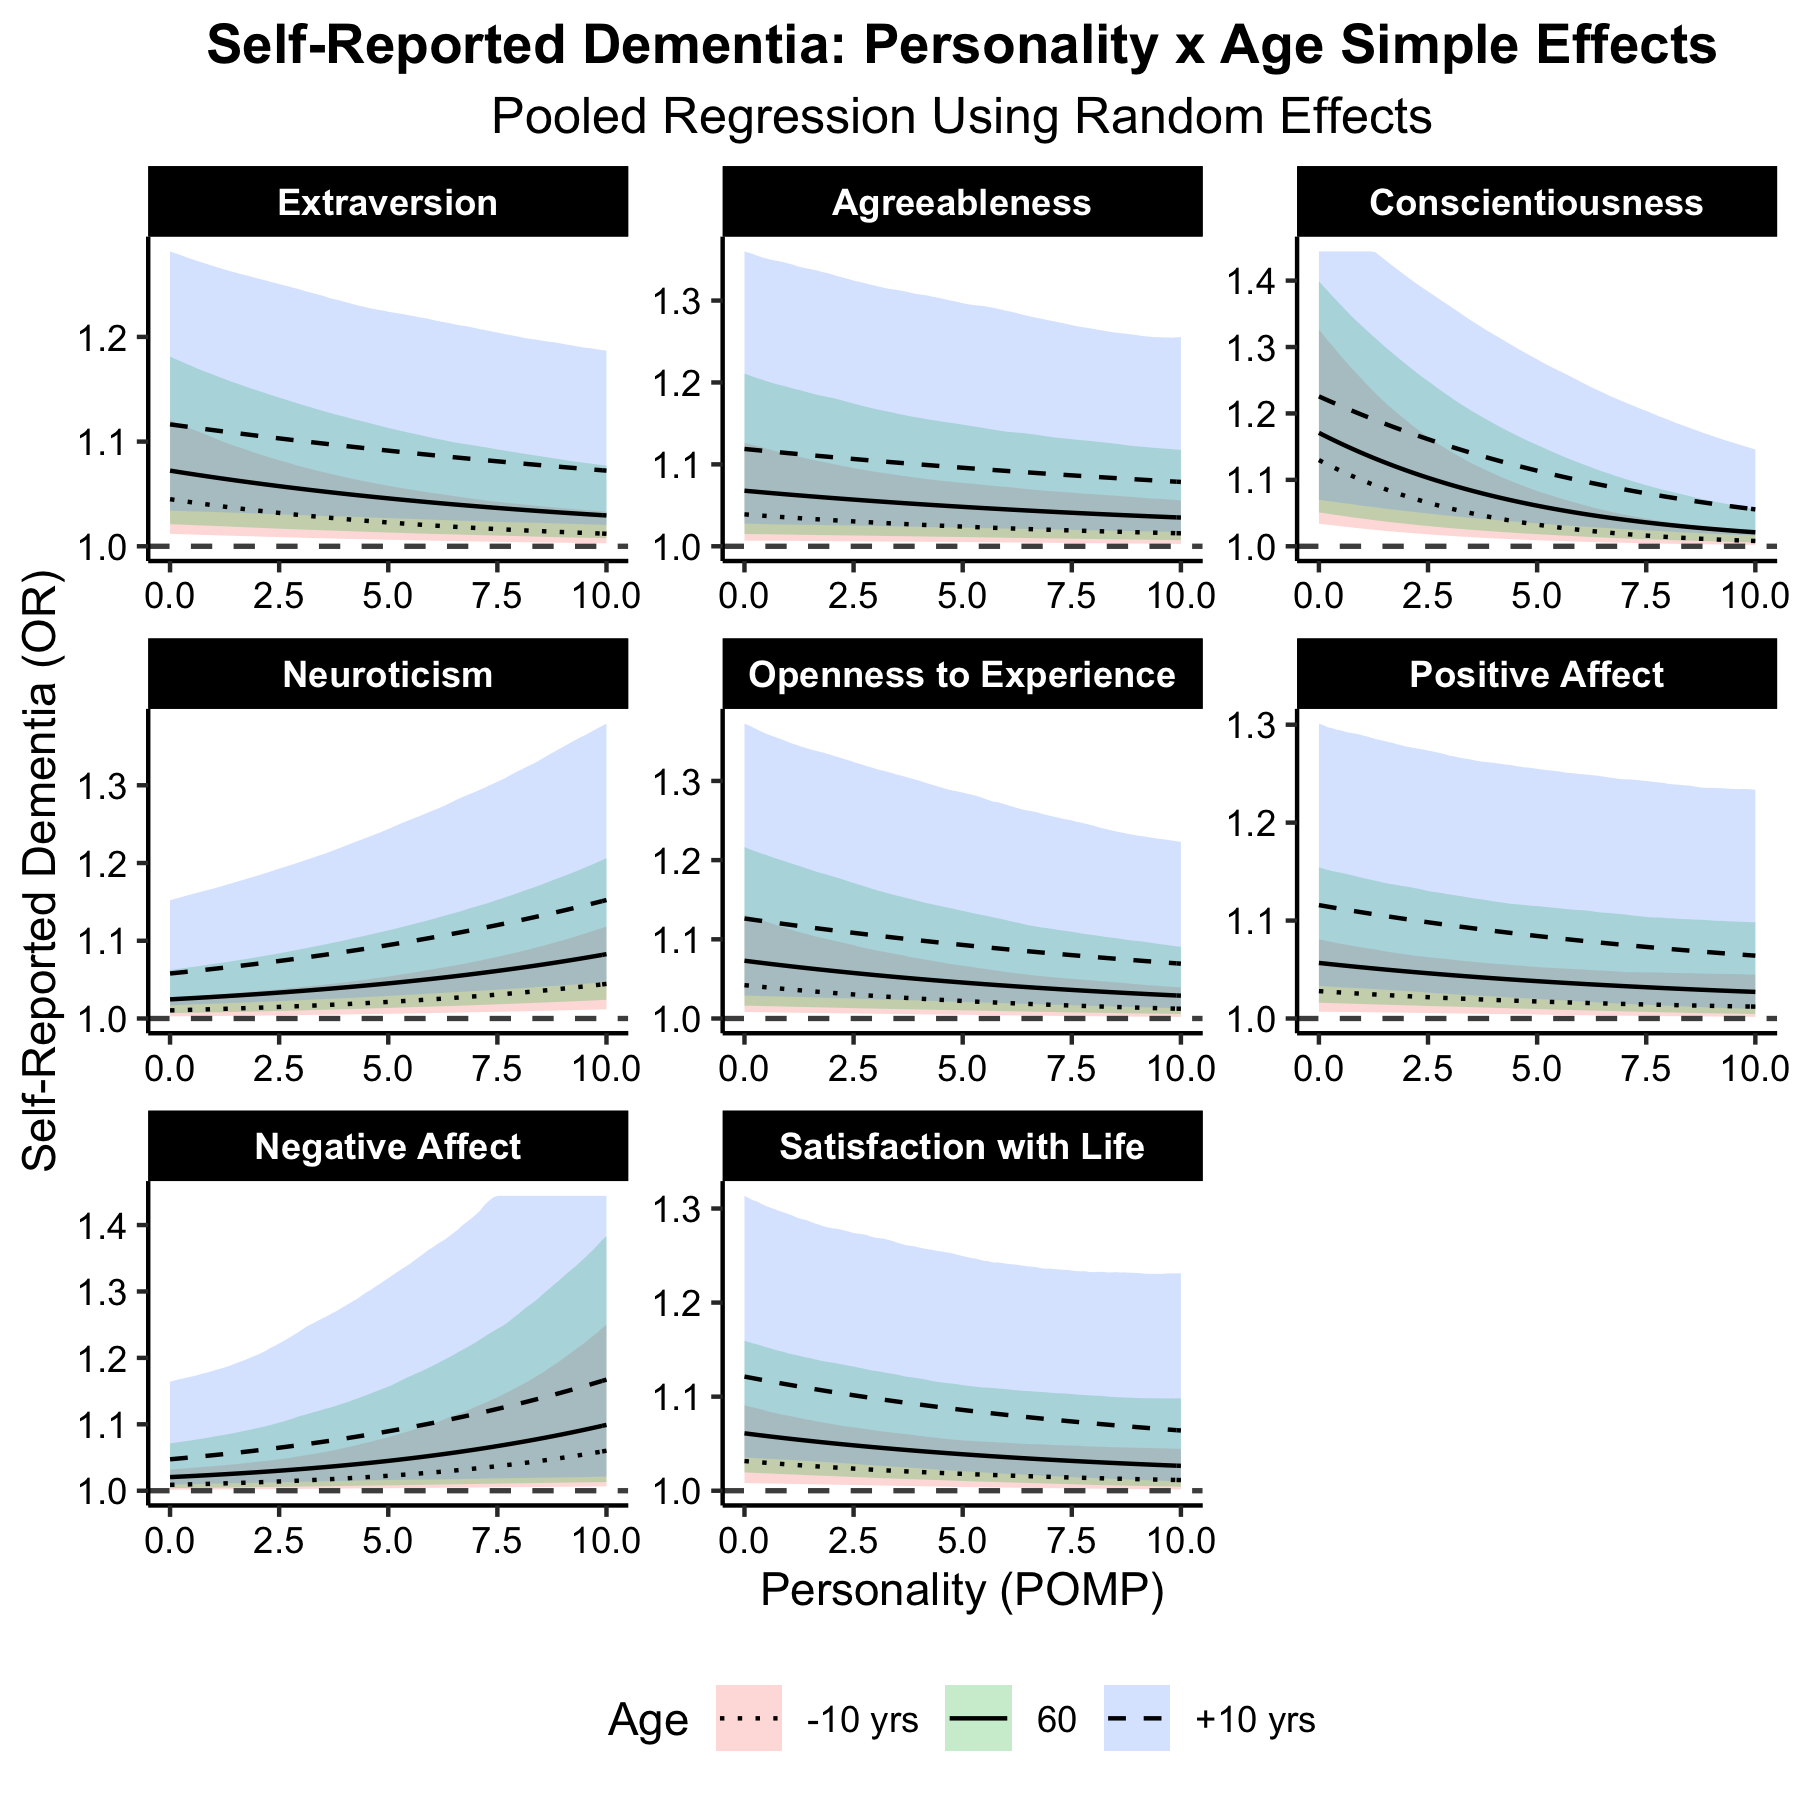 Self-Reported Dementia: Personality x Age Simple Effects
Pooled Regression Using Random Effects
Extraversion
Agreeableness
Conscientiousness
1.2
1.1
1.0
0.0 2.5 5.0 7.5 10.0
1.3
1.2
1.1
1.0
0.0 2.5 5.0 7.5 10.0
1.4
1.3
1.2
1.1
1.0
0.0 2.5 5.0 7.5 10.0
Self-Reported Dementia (OR)
Neuroticism
Openness to Experience
Positive Affect
1.3
1.2
1.1
1.0
0.0 2.5 5.0 7.5 10.0
1.3
1.2
1.1
1.0
0.0 2.5 5.0 7.5 10.0
1.3
1.2
1.1
1.0
0.0 2.5 5.0 7.5 10.0
Negative Affect
Satisfaction with Life
1.4
1.3
1.2
1.1
1.0
0.0 2.5 5.0 7.5 10.0
1.3
1.2
1.1
1.0
0.0 2.5 5.0 7.5 10.0
Personality (POMP)
Age -10 yrs 60 +10 yrs